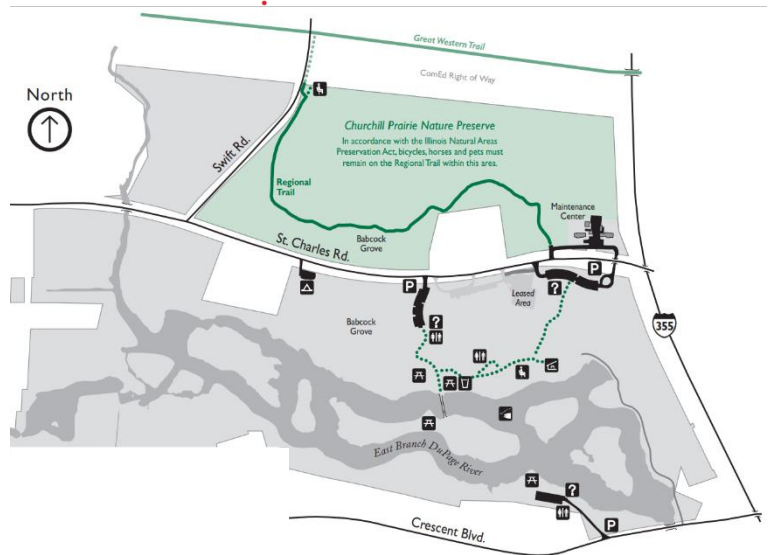 Great Western Trail
ComEd Right of Way
North
Churchill Prairie Nature Preserve
In accordance with the Illinois Natural Areas
Preservation Act, bicycles, horses and pets must
remain on the Regional Trail within this area.
Swift Rd.
Regional
Trail
Maintenance
Center
Babcock
Grove
St. Charles Rd.
P
P
?
Leased
Area
Babcock
Grove
?
355
East Branch DuPage River
?
P
Crescent Blvd.